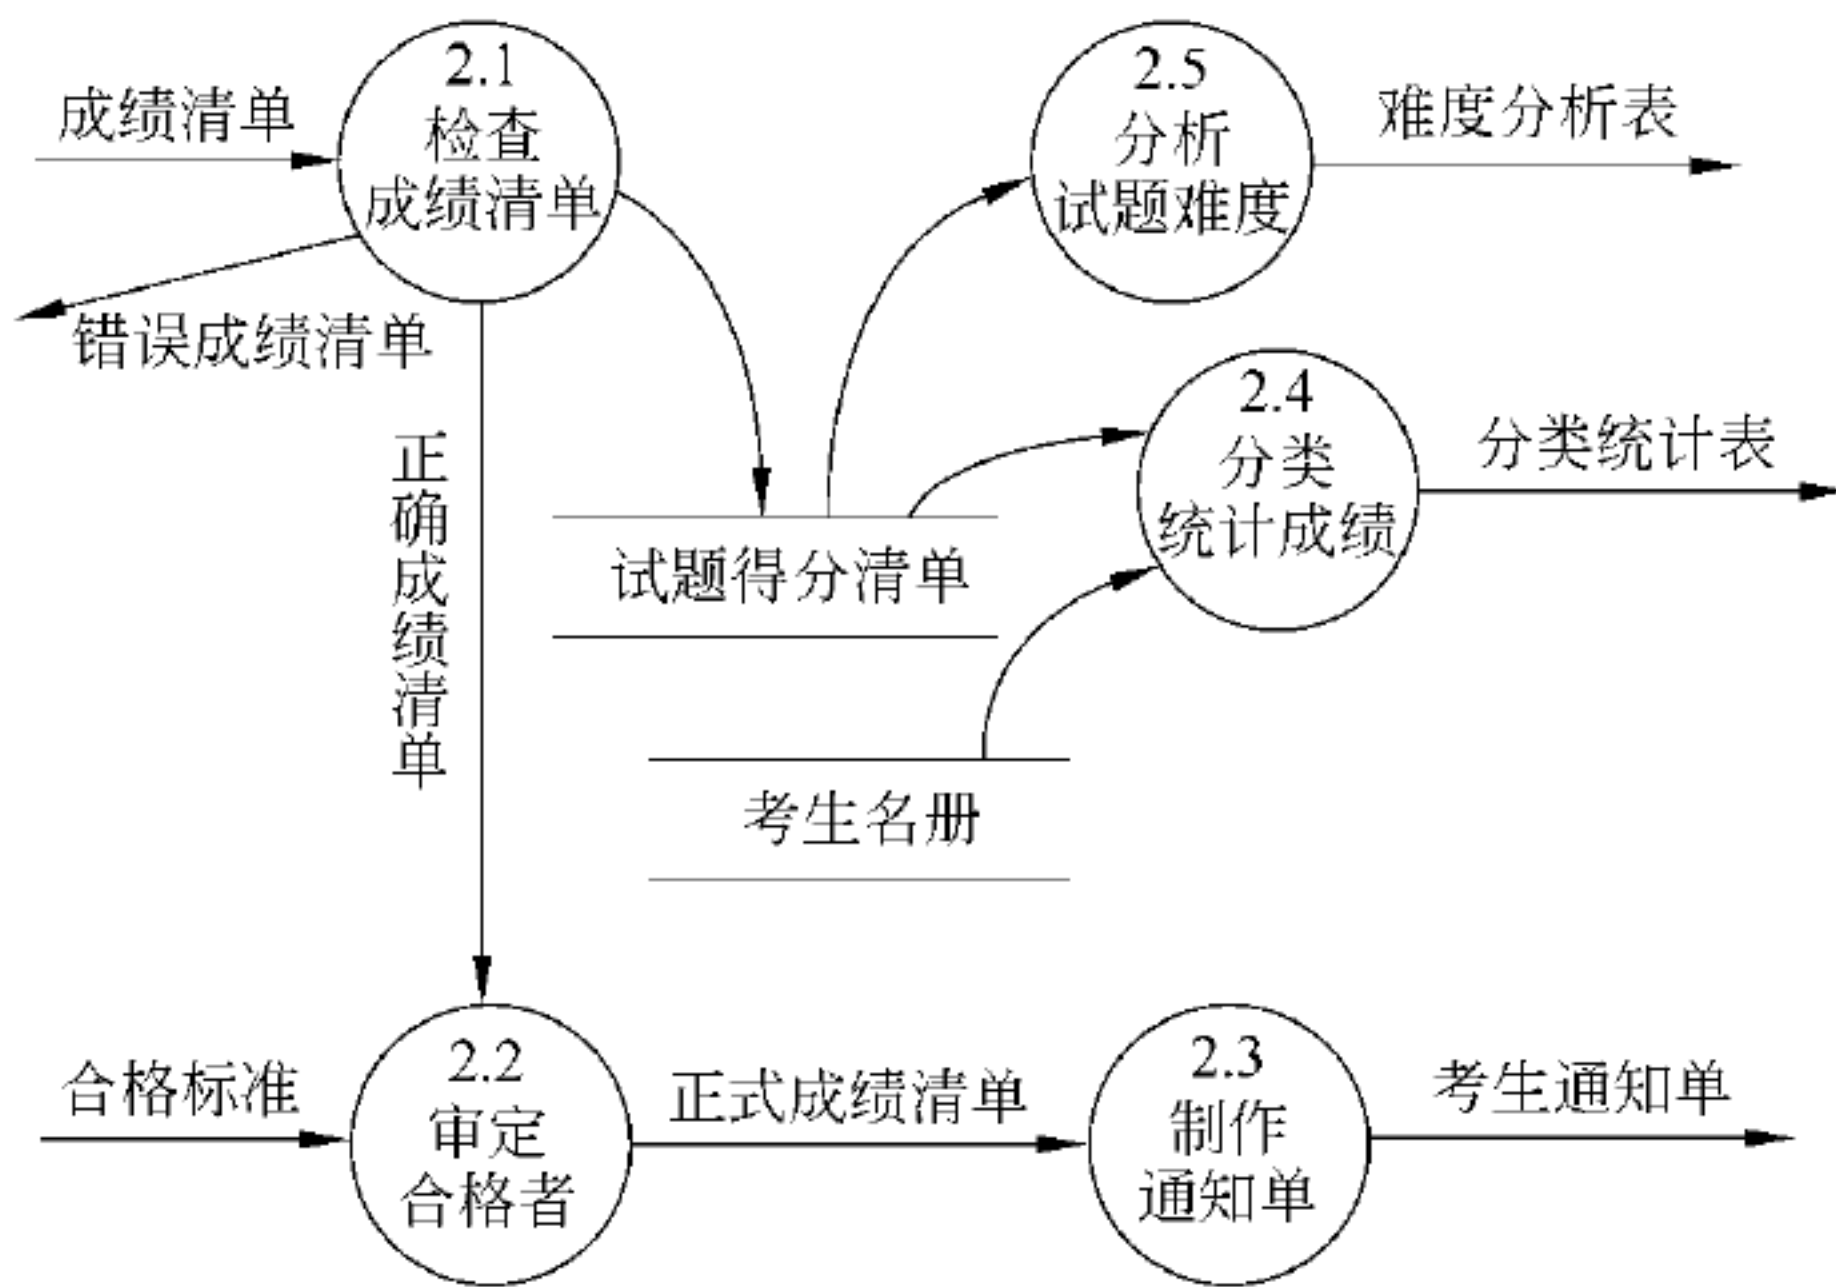 2.1
检查
成绩清单
成绩清单
错误成绩清单
2.5
分析
试题难度
难度分析表
2.4
分类
统计成绩
分类统计表
正确成绩清单
试题得分清单
考生名册
合格标准
2.2
审定
合格者
正式成绩清单
2.3
制作
通知单
考生通知单